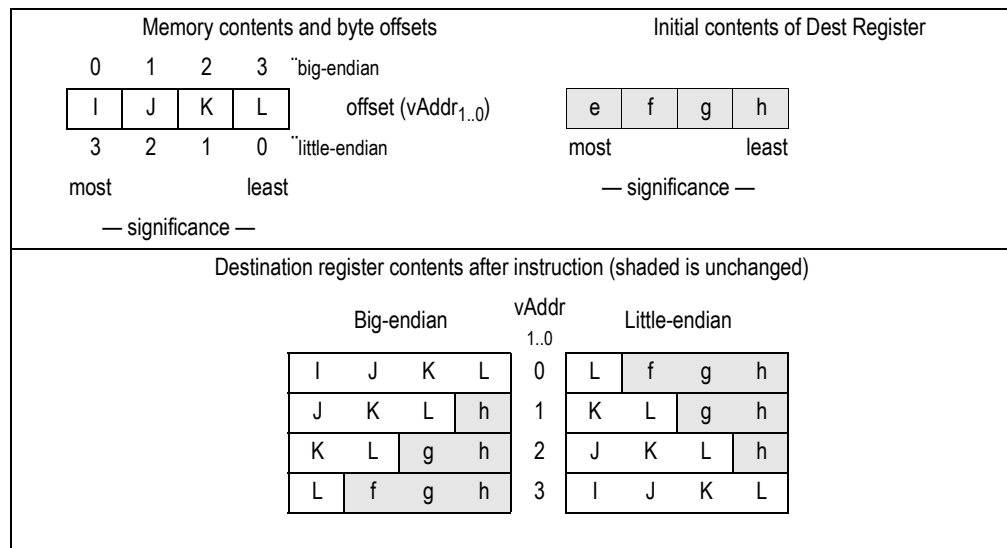 Memory contents and byte offsets Initial contents of Dest Register
0 1 2 3 ¨big-endian
I J K L offset (vAddr1..0) e f g h
3 2 1 0 ¨little-endian most least
most least — significance —
— significance —
Destination register contents after instruction (shaded is unchanged)
Big-endian vAddr Little-endian
1..0
I J K L 0 L f g h
J K L h 1 K L g h
K L g h 2 J K L h
L f g h 3 I J K L